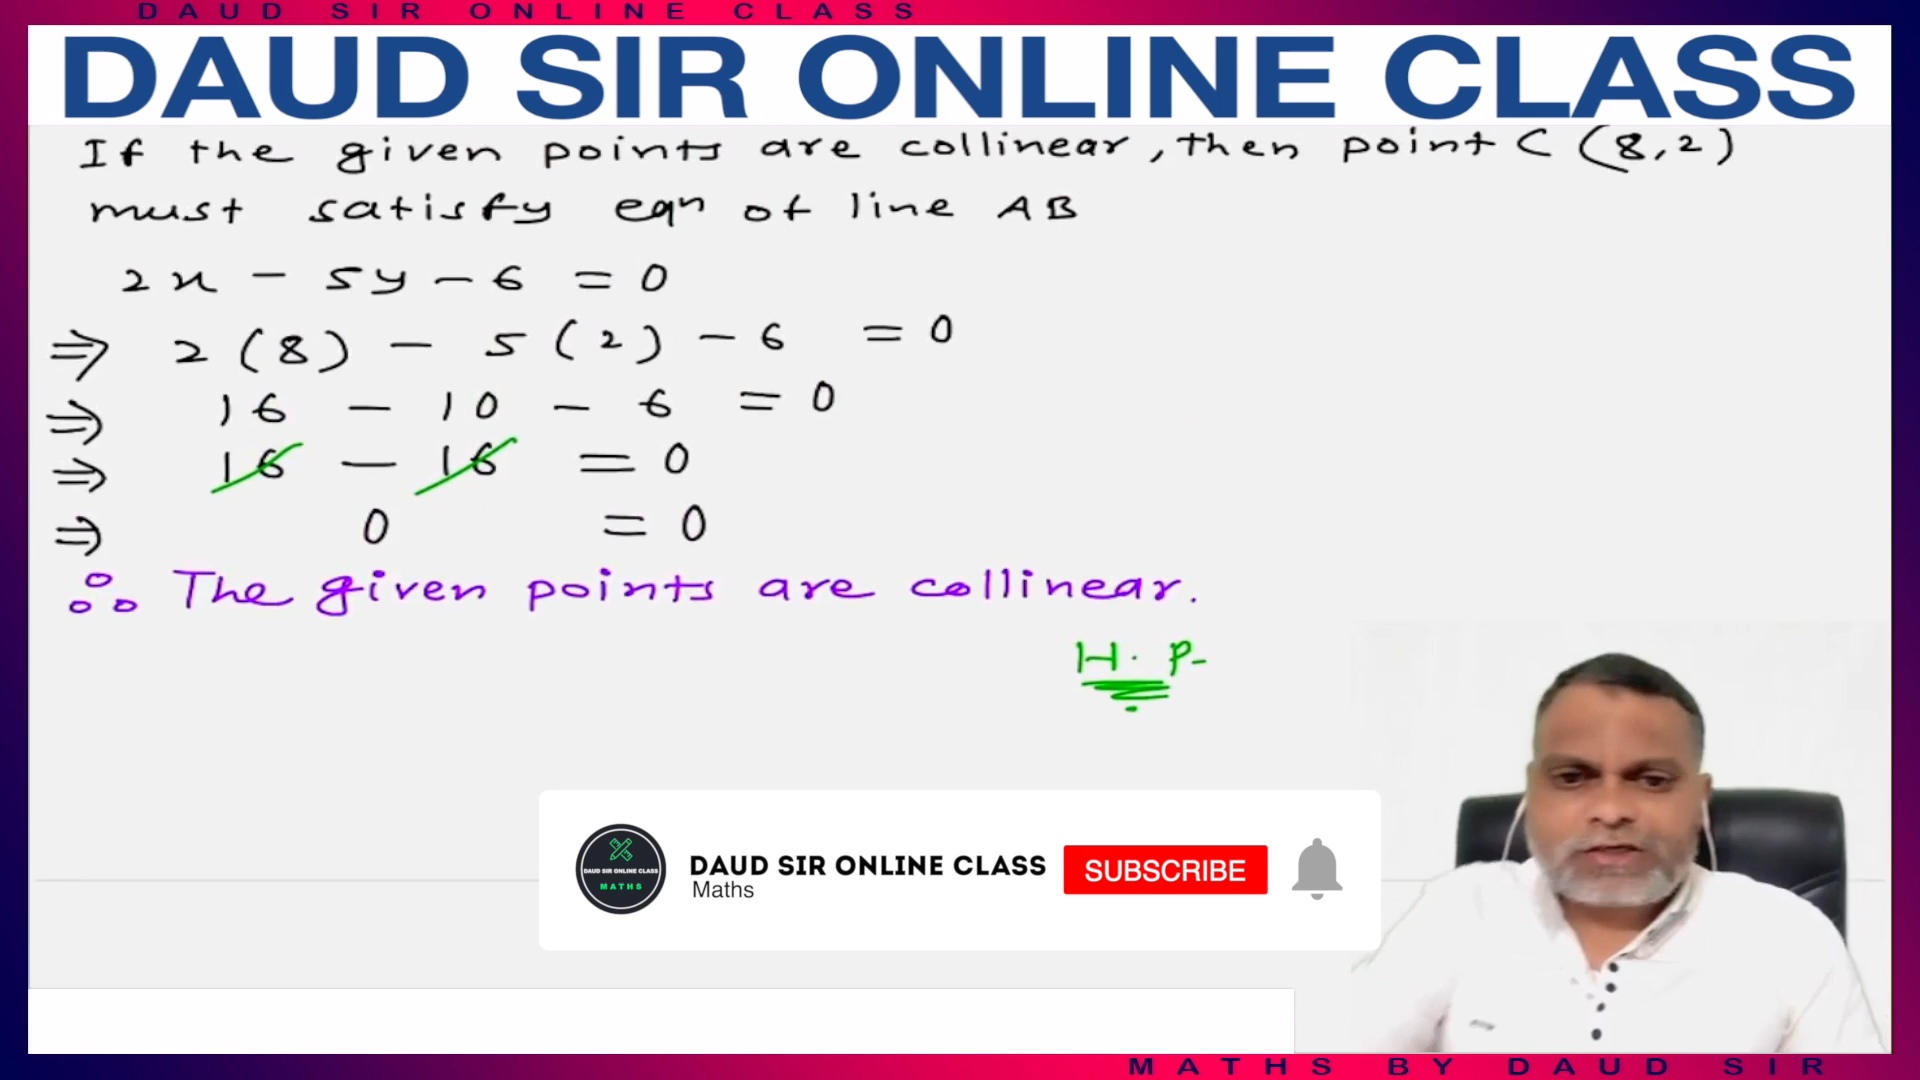 DAUD SIR ONLINE CLASS
DAUD SIR ONLINE CLASS
If the given points are collinear, then point C (8,2)
must satisfy eqn of line AB
2x - 5y - 6 = 0
⇒ 2(8) - 5(2) - 6 = 0
⇒ 16 - 10 - 6 = 0
⇒ 16 - 16 = 0
⇒ 0 = 0
∴ The given points are collinear.
H. P.
DAUD SIR ONLINE CLASS
MATHS
DAUD SIR ONLINE CLASS
Maths
SUBSCRIBE
MATHS BY DAUD SIR